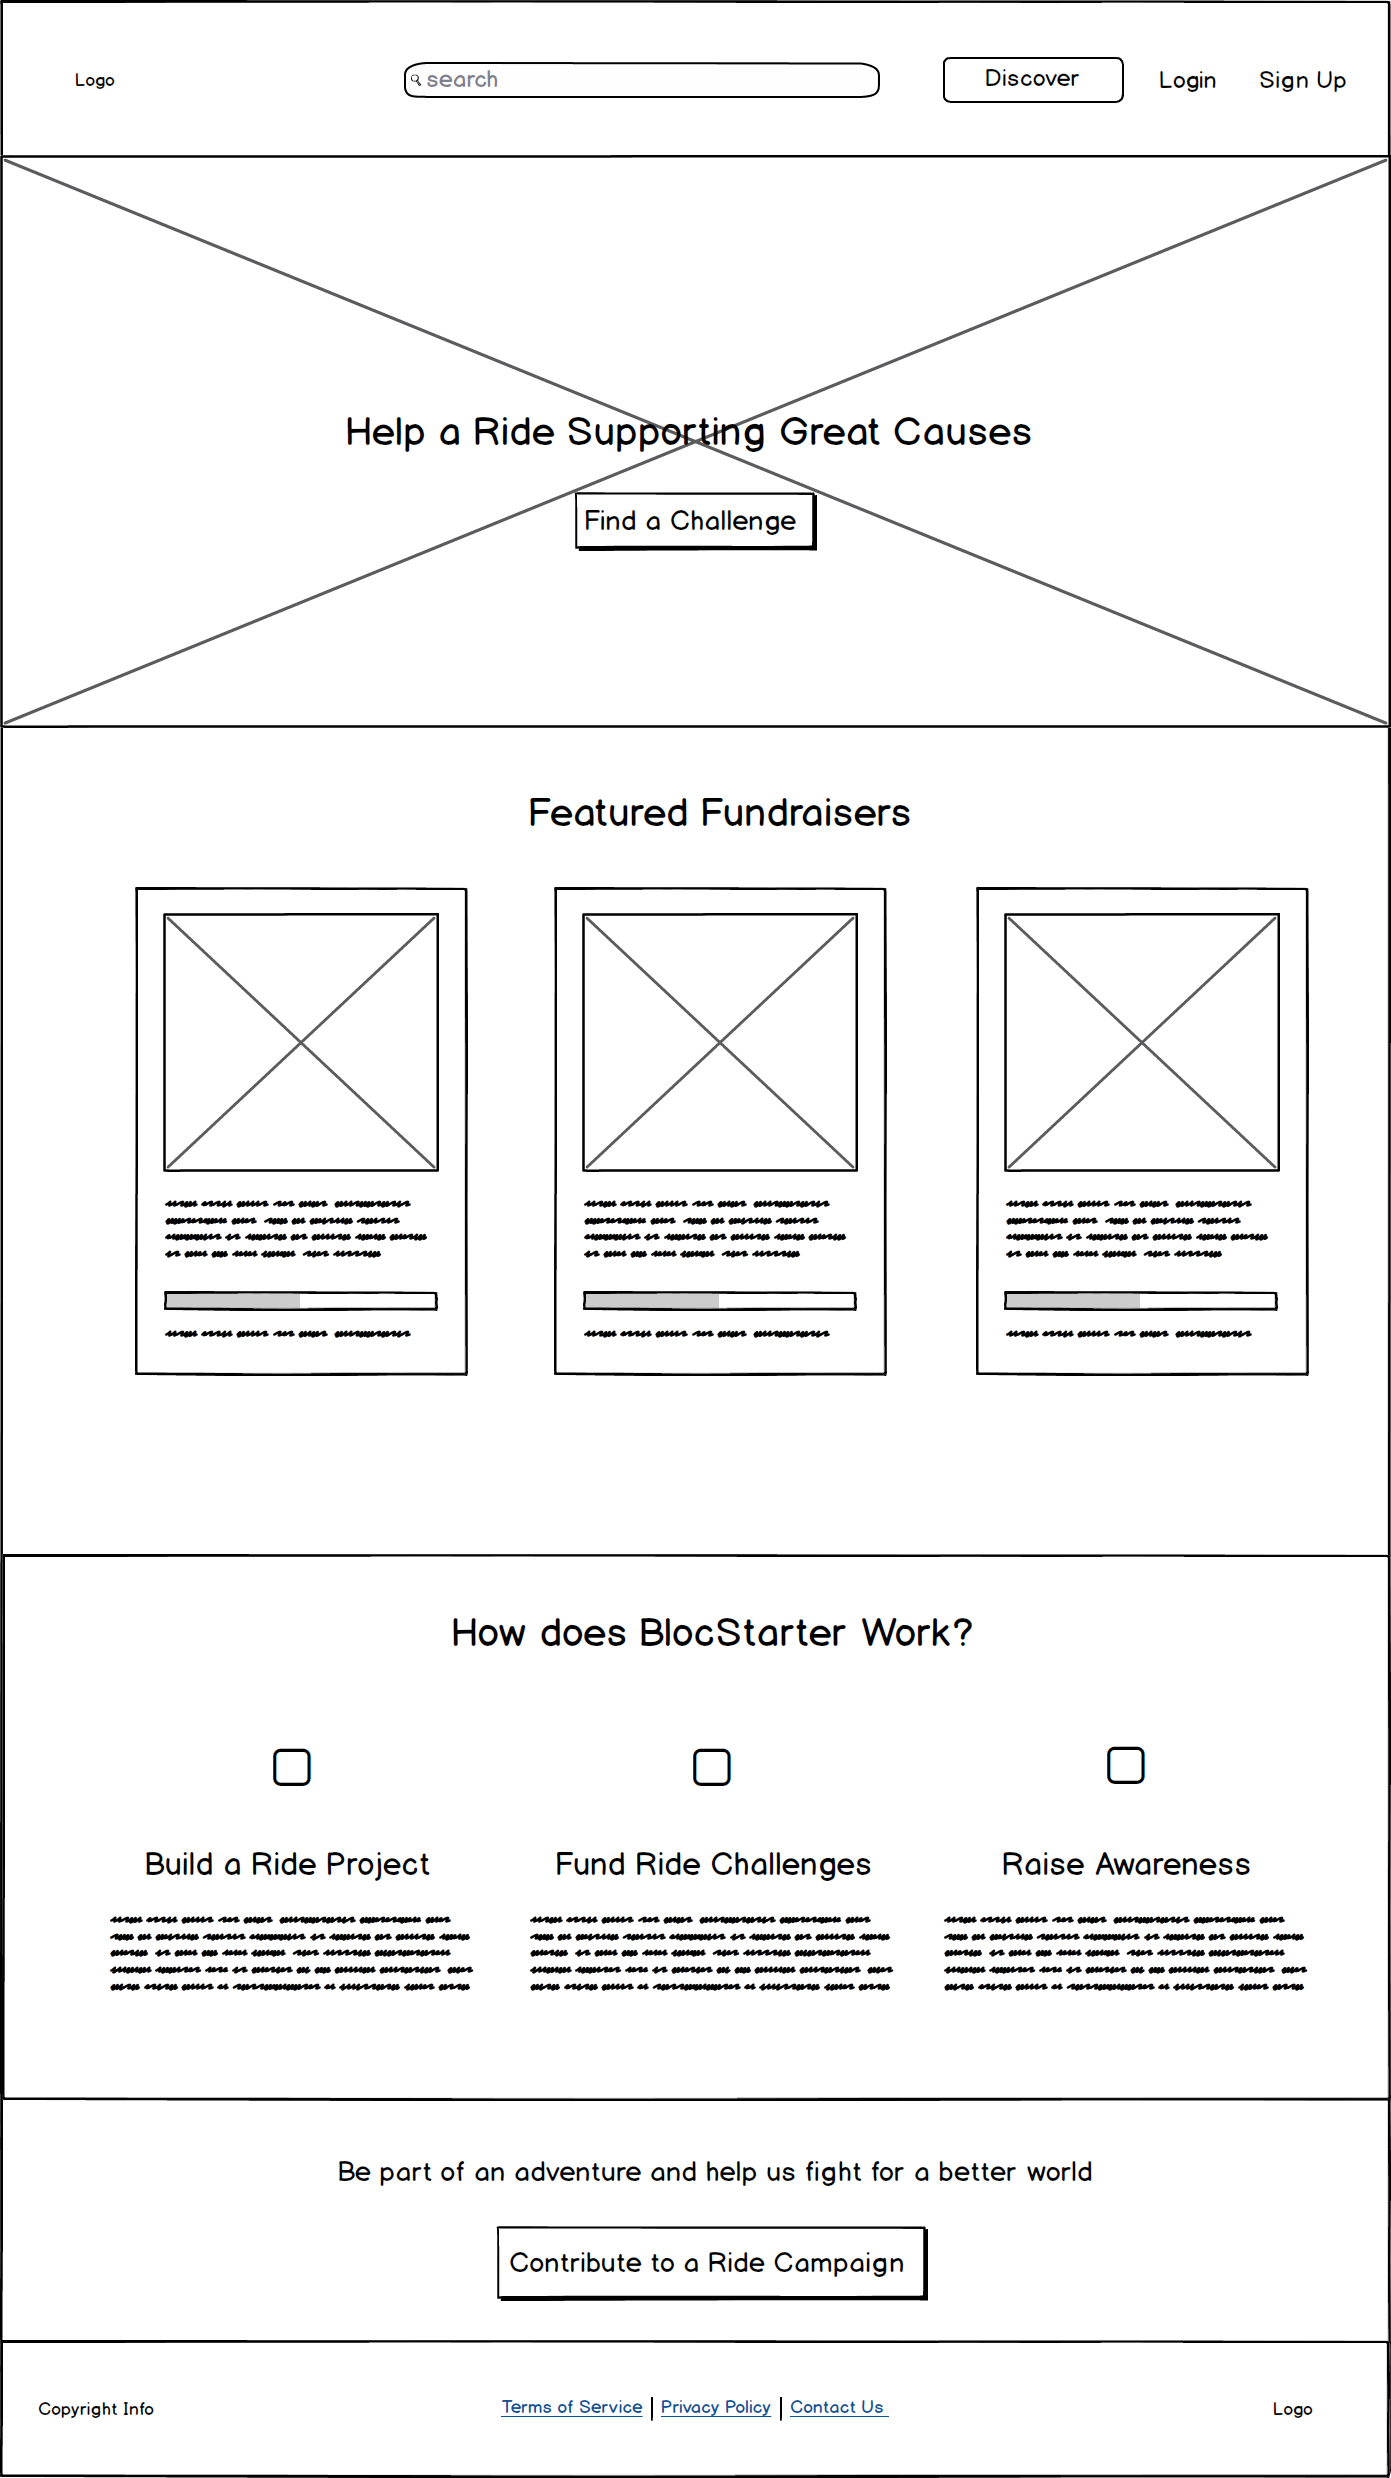 Logo
search
Discover
Login
Sign Up
Help a Ride Supporting Great Causes
Find a Challenge
Featured Fundraisers
How does BlocStarter Work?
Build a Ride Project
Fund Ride Challenges
Raise Awareness
Be part of an adventure and help us fight for a better world
Contribute to a Ride Campaign
Copyright Info
Terms of Service
Privacy Policy
Contact Us
Logo